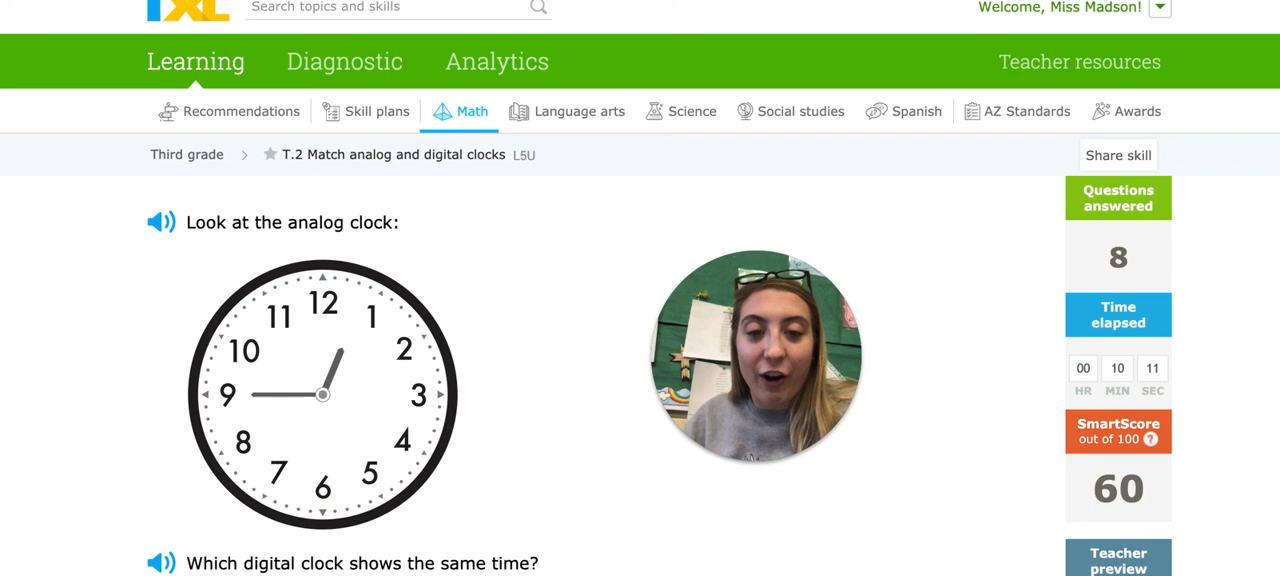 IXL
Search topics and skills
Welcome, Miss Madson!
Learning Diagnostic Analytics Teacher resources
Recommendations Skill plans Math Language arts Science Social studies Spanish AZ Standards Awards
Third grade > T.2 Match analog and digital clocks L5U
Share skill
Questions
answered
8
Time
elapsed
00 10 11
HR MIN SEC
SmartScore
out of 100 ?
60
Teacher
preview
Look at the analog clock:
12
11 1
10 2
9 3
8 4
7 5
6
Which digital clock shows the same time?